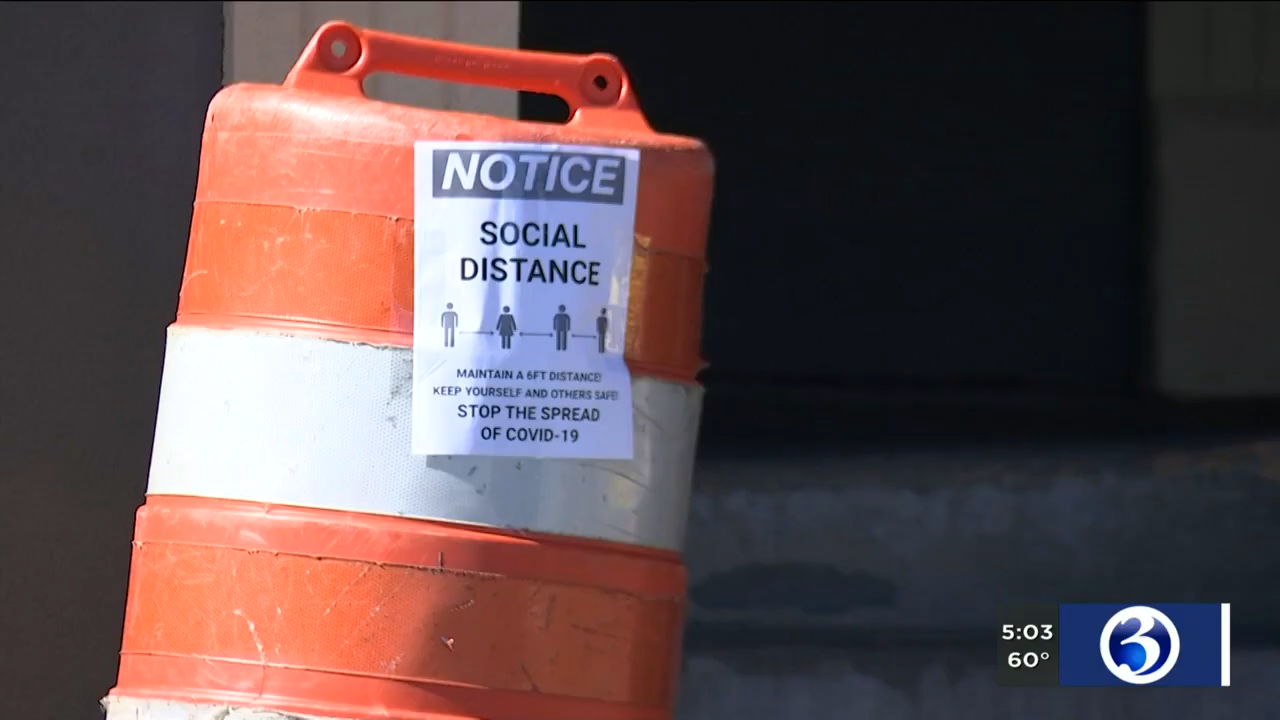 NOTICE
SOCIAL
DISTANCE
MAINTAIN A 6FT DISTANCE!
KEEP YOURSELF AND OTHERS SAFE!
STOP THE SPREAD
OF COVID-19
5:03
60°
3